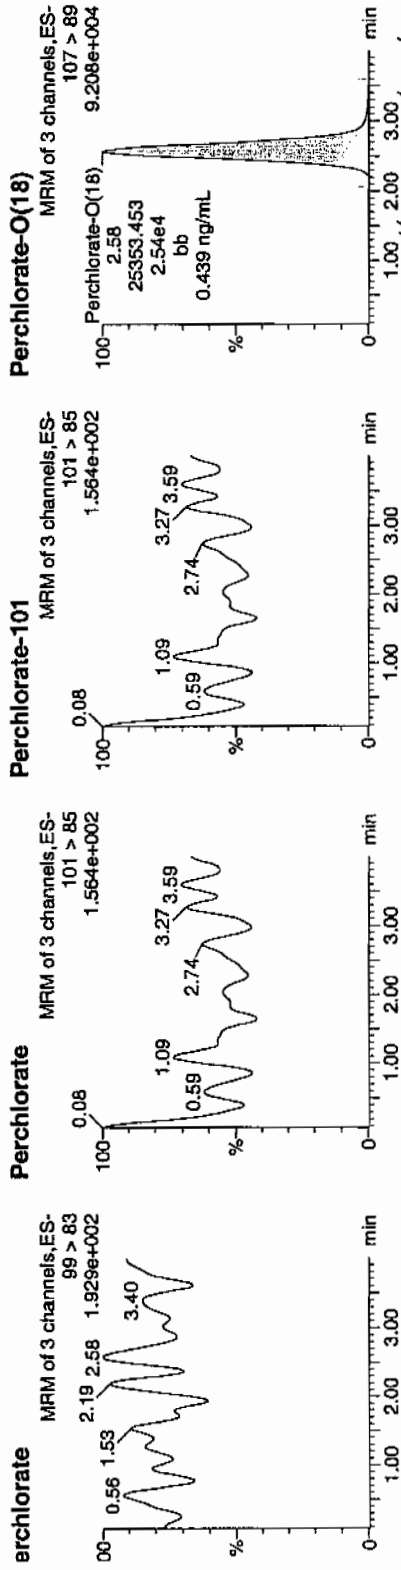 erchlorate
MRM of 3 channels,ES-
99 > 83
1.929e+002
00
%
0
0.56
1.53
2.19
2.58
3.40
1.00
2.00
3.00
min
Perchlorate
MRM of 3 channels,ES-
101 > 85
1.564e+002
100
%
0
0.08
0.59
1.09
2.74
3.27
3.59
1.00
2.00
3.00
min
Perchlorate-101
MRM of 3 channels,ES-
101 > 85
1.564e+002
100
%
0
0.08
0.59
1.09
2.74
3.27
3.59
1.00
2.00
3.00
min
Perchlorate-O(18)
MRM of 3 channels,ES-
107 > 89
9.208e+004
100
%
0
Perchlorate-O(18)
2.58
25353.453
2.54e4
bb
0.439 ng/mL
1.00
2.00
3.00
min